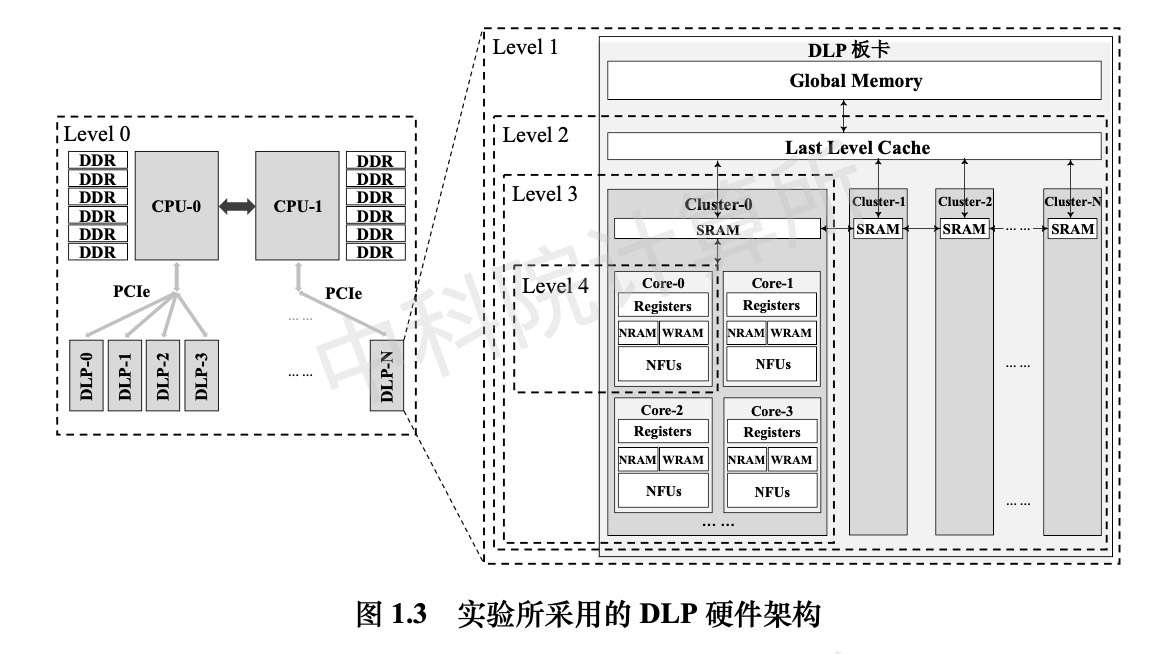 Level 0
DDR
DDR
DDR
DDR
DDR
DDR
CPU-0
CPU-1
DDR
DDR
DDR
DDR
DDR
DDR
PCIe
PCIe
... ...
DLP-0
DLP-1
DLP-2
DLP-3
... ...
DLP-N
Level 1
DLP 板卡
Global Memory
Level 2
Last Level Cache
Level 3
Cluster-0
SRAM
Cluster-1
SRAM
Cluster-2
SRAM
... ...
Cluster-N
SRAM
Level 4
Core-0
Registers
NRAM WRAM
NFUs
Core-1
Registers
NRAM WRAM
NFUs
Core-2
Registers
NRAM WRAM
NFUs
Core-3
Registers
NRAM WRAM
NFUs
... ...
... ...
... ...
中科院计算所
图 1.3 实验所采用的 DLP 硬件架构